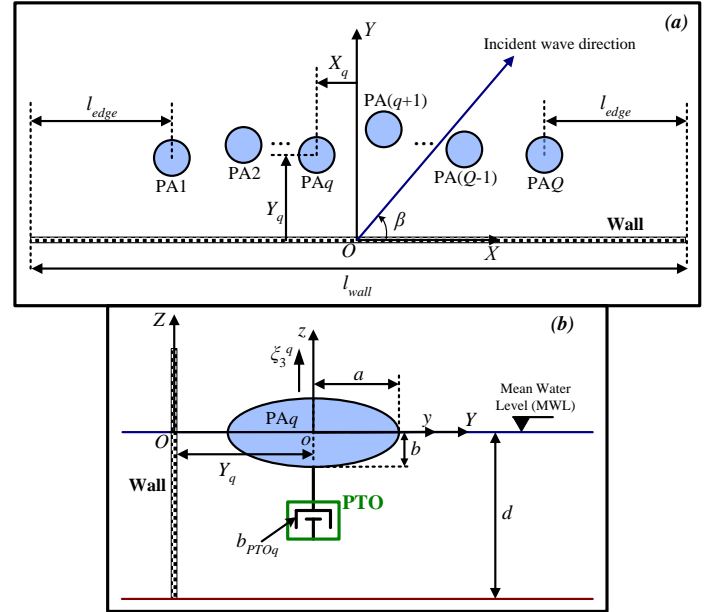 (a)
Y
Incident wave direction
X_q
PA(q+1)
l_edge
l_edge
...
...
PA1
PA2
PAq
PA(Q-1)
PAQ
Y_q
β
Wall
O
X
l_wall
(b)
Z
z
ξ_3^q
a
Mean Water
Level (MWL)
PAq
O
o
y
Y
b
Y_q
Wall
PTO
d
b_PTOq